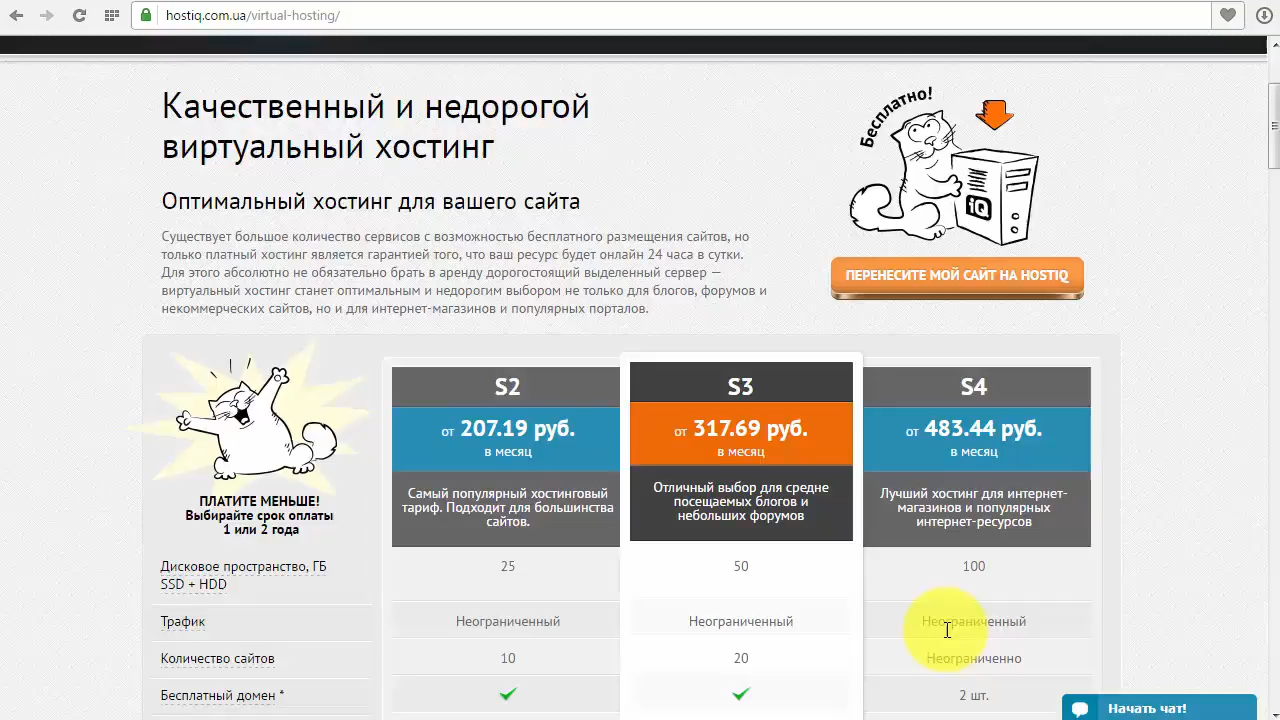 hostiq.com.ua/virtual-hosting/
Качественный и недорогой
виртуальный хостинг
Бесплатно!
iQ
ПЕРЕНЕСИТЕ МОЙ САЙТ НА HOSTIQ
Оптимальный хостинг для вашего сайта
Существует большое количество сервисов с возможностью бесплатного размещения сайтов, но
только платный хостинг является гарантией того, что ваш ресурс будет онлайн 24 часа в сутки.
Для этого абсолютно не обязательно брать в аренду дорогостоящий выделенный сервер —
виртуальный хостинг станет оптимальным и недорогим выбором не только для блогов, форумов и
некоммерческих сайтов, но и для интернет-магазинов и популярных порталов.
ПЛАТИТЕ МЕНЬШЕ!
Выбирайте срок оплаты
1 или 2 года
S2
от 207.19 руб.
в месяц
Самый популярный хостинговый
тариф. Подходит для большинства
сайтов.
S3
от 317.69 руб.
в месяц
Отличный выбор для средне
посещаемых блогов и
небольших форумов
S4
от 483.44 руб.
в месяц
Лучший хостинг для интернет-
магазинов и популярных
интернет-ресурсов
Дисковое пространство, ГБ
SSD + HDD
25 50 100
Трафик Неограниченный Неограниченный Неограниченный
Количество сайтов 10 20 Неограниченно
Бесплатный домен * 2 шт.
Начать чат!